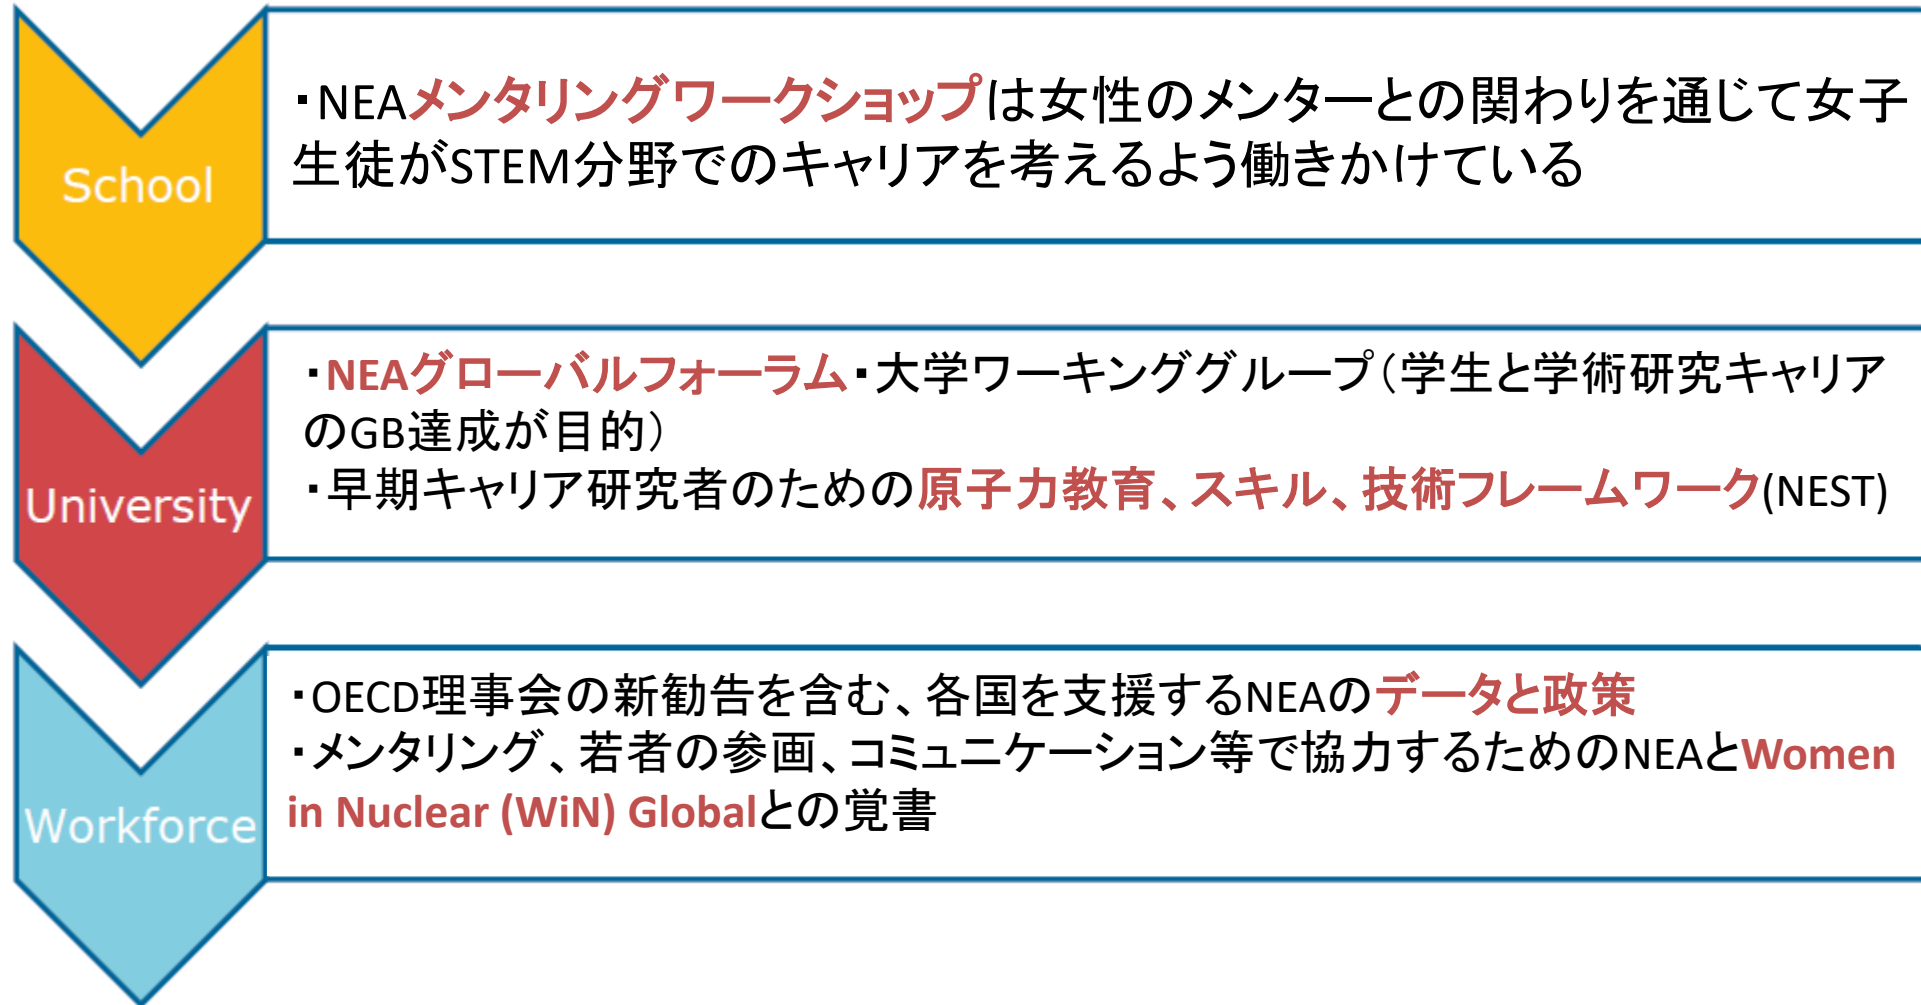 School
・NEAメンタリングワークショップは女性のメンターとの関わりを通じて女子
生徒がSTEM分野でのキャリアを考えるよう働きかけている
University
・NEAグローバルフォーラム・大学ワーキンググループ（学生と学術研究キャリア
のGB達成が目的）
・早期キャリア研究者のための原子力教育、スキル、技術フレームワーク(NEST)
Workforce
・OECD理事会の新勧告を含む、各国を支援するNEAのデータと政策
・メンタリング、若者の参画、コミュニケーション等で協力するためのNEAとWomen
in Nuclear (WiN) Globalとの覚書